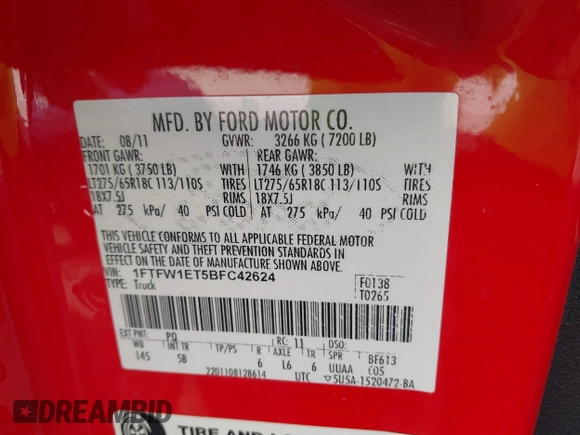 MFD. BY FORD MOTOR CO.
DATE: 08/11 GVWR: 3266 KG ( 7200 LB)
FRONT GAWR: REAR GAWR:
1701 KG ( 3750 LB) WITH 1746 KG ( 3850 LB) WITH
LT275/65R18C 113/110S TIRES LT275/65R18C 113/110S TIRES
18X7.5J RIMS 18X7.5J RIMS
AT 275 kPa/ 40 PSI COLD AT 275 kPa/ 40 PSI COLD
THIS VEHICLE CONFORMS TO ALL APPLICABLE FEDERAL MOTOR
VEHICLE SAFETY AND THEFT PREVENTION STANDARDS IN
EFFECT ON THE DATE OF MANUFACTURE SHOWN ABOVE.
VIN: 1FTFW1ET5BFC42624 F0138
TYPE: Truck T0265
EXT PNT: PQ RC: 11 DSO:
WB INT TR TP/PS R AXLE TR SPR BF613
145 5B 6 L6 6 UUAA C05
2201108128614 UTC 5U5A-1520472-BA
DREAMBID
TIRE AND